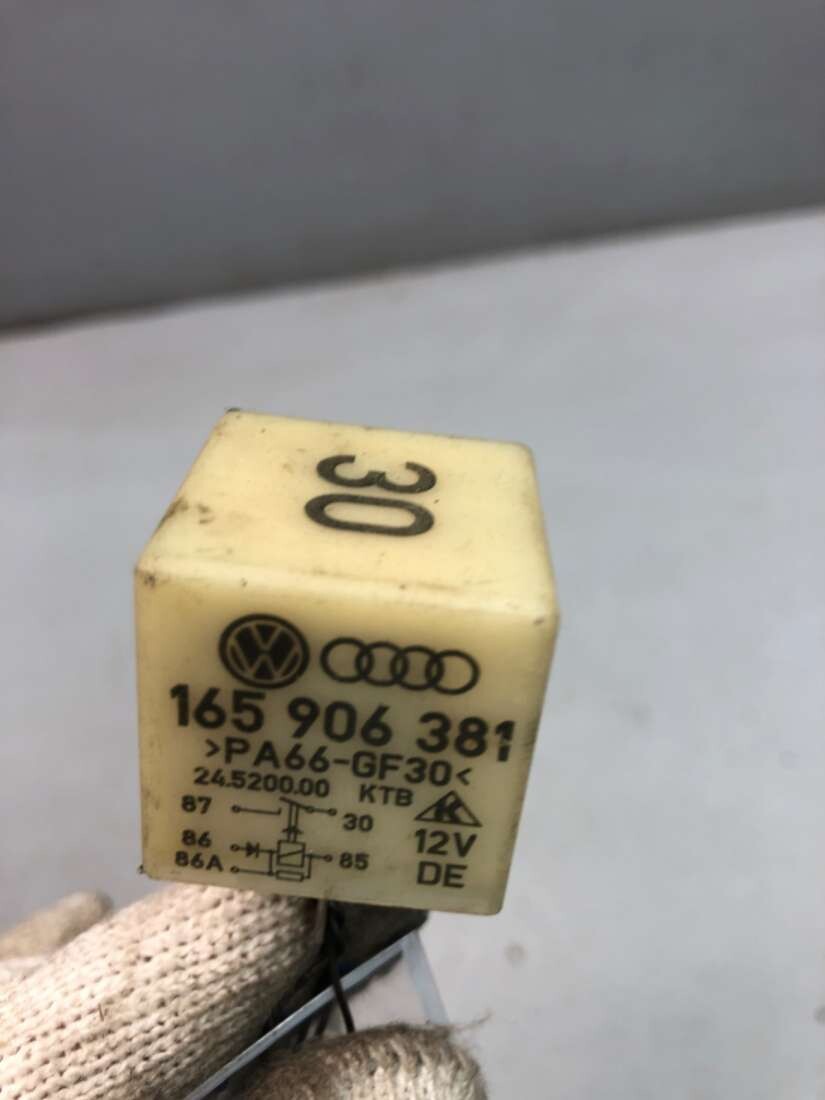 30
165 906 381
>PA66-GF30<
24.5200.00 KTB K
87 30 12V
86 85 DE
86A